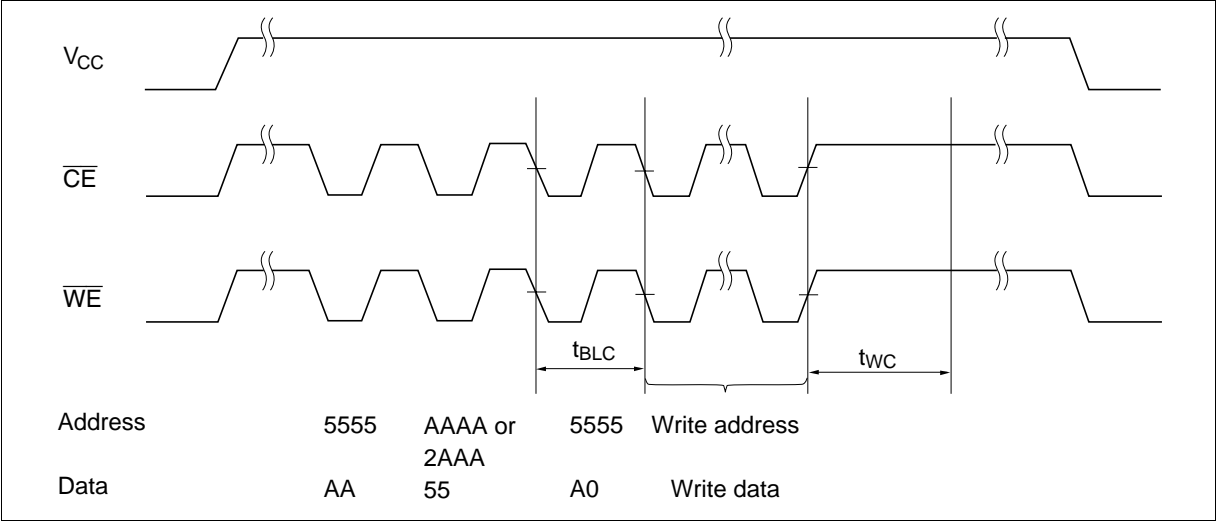 VCC
CE
WE
tBLC
tWC
Address 5555 AAAA or 5555 Write address
2AAA
Data AA 55 A0 Write data